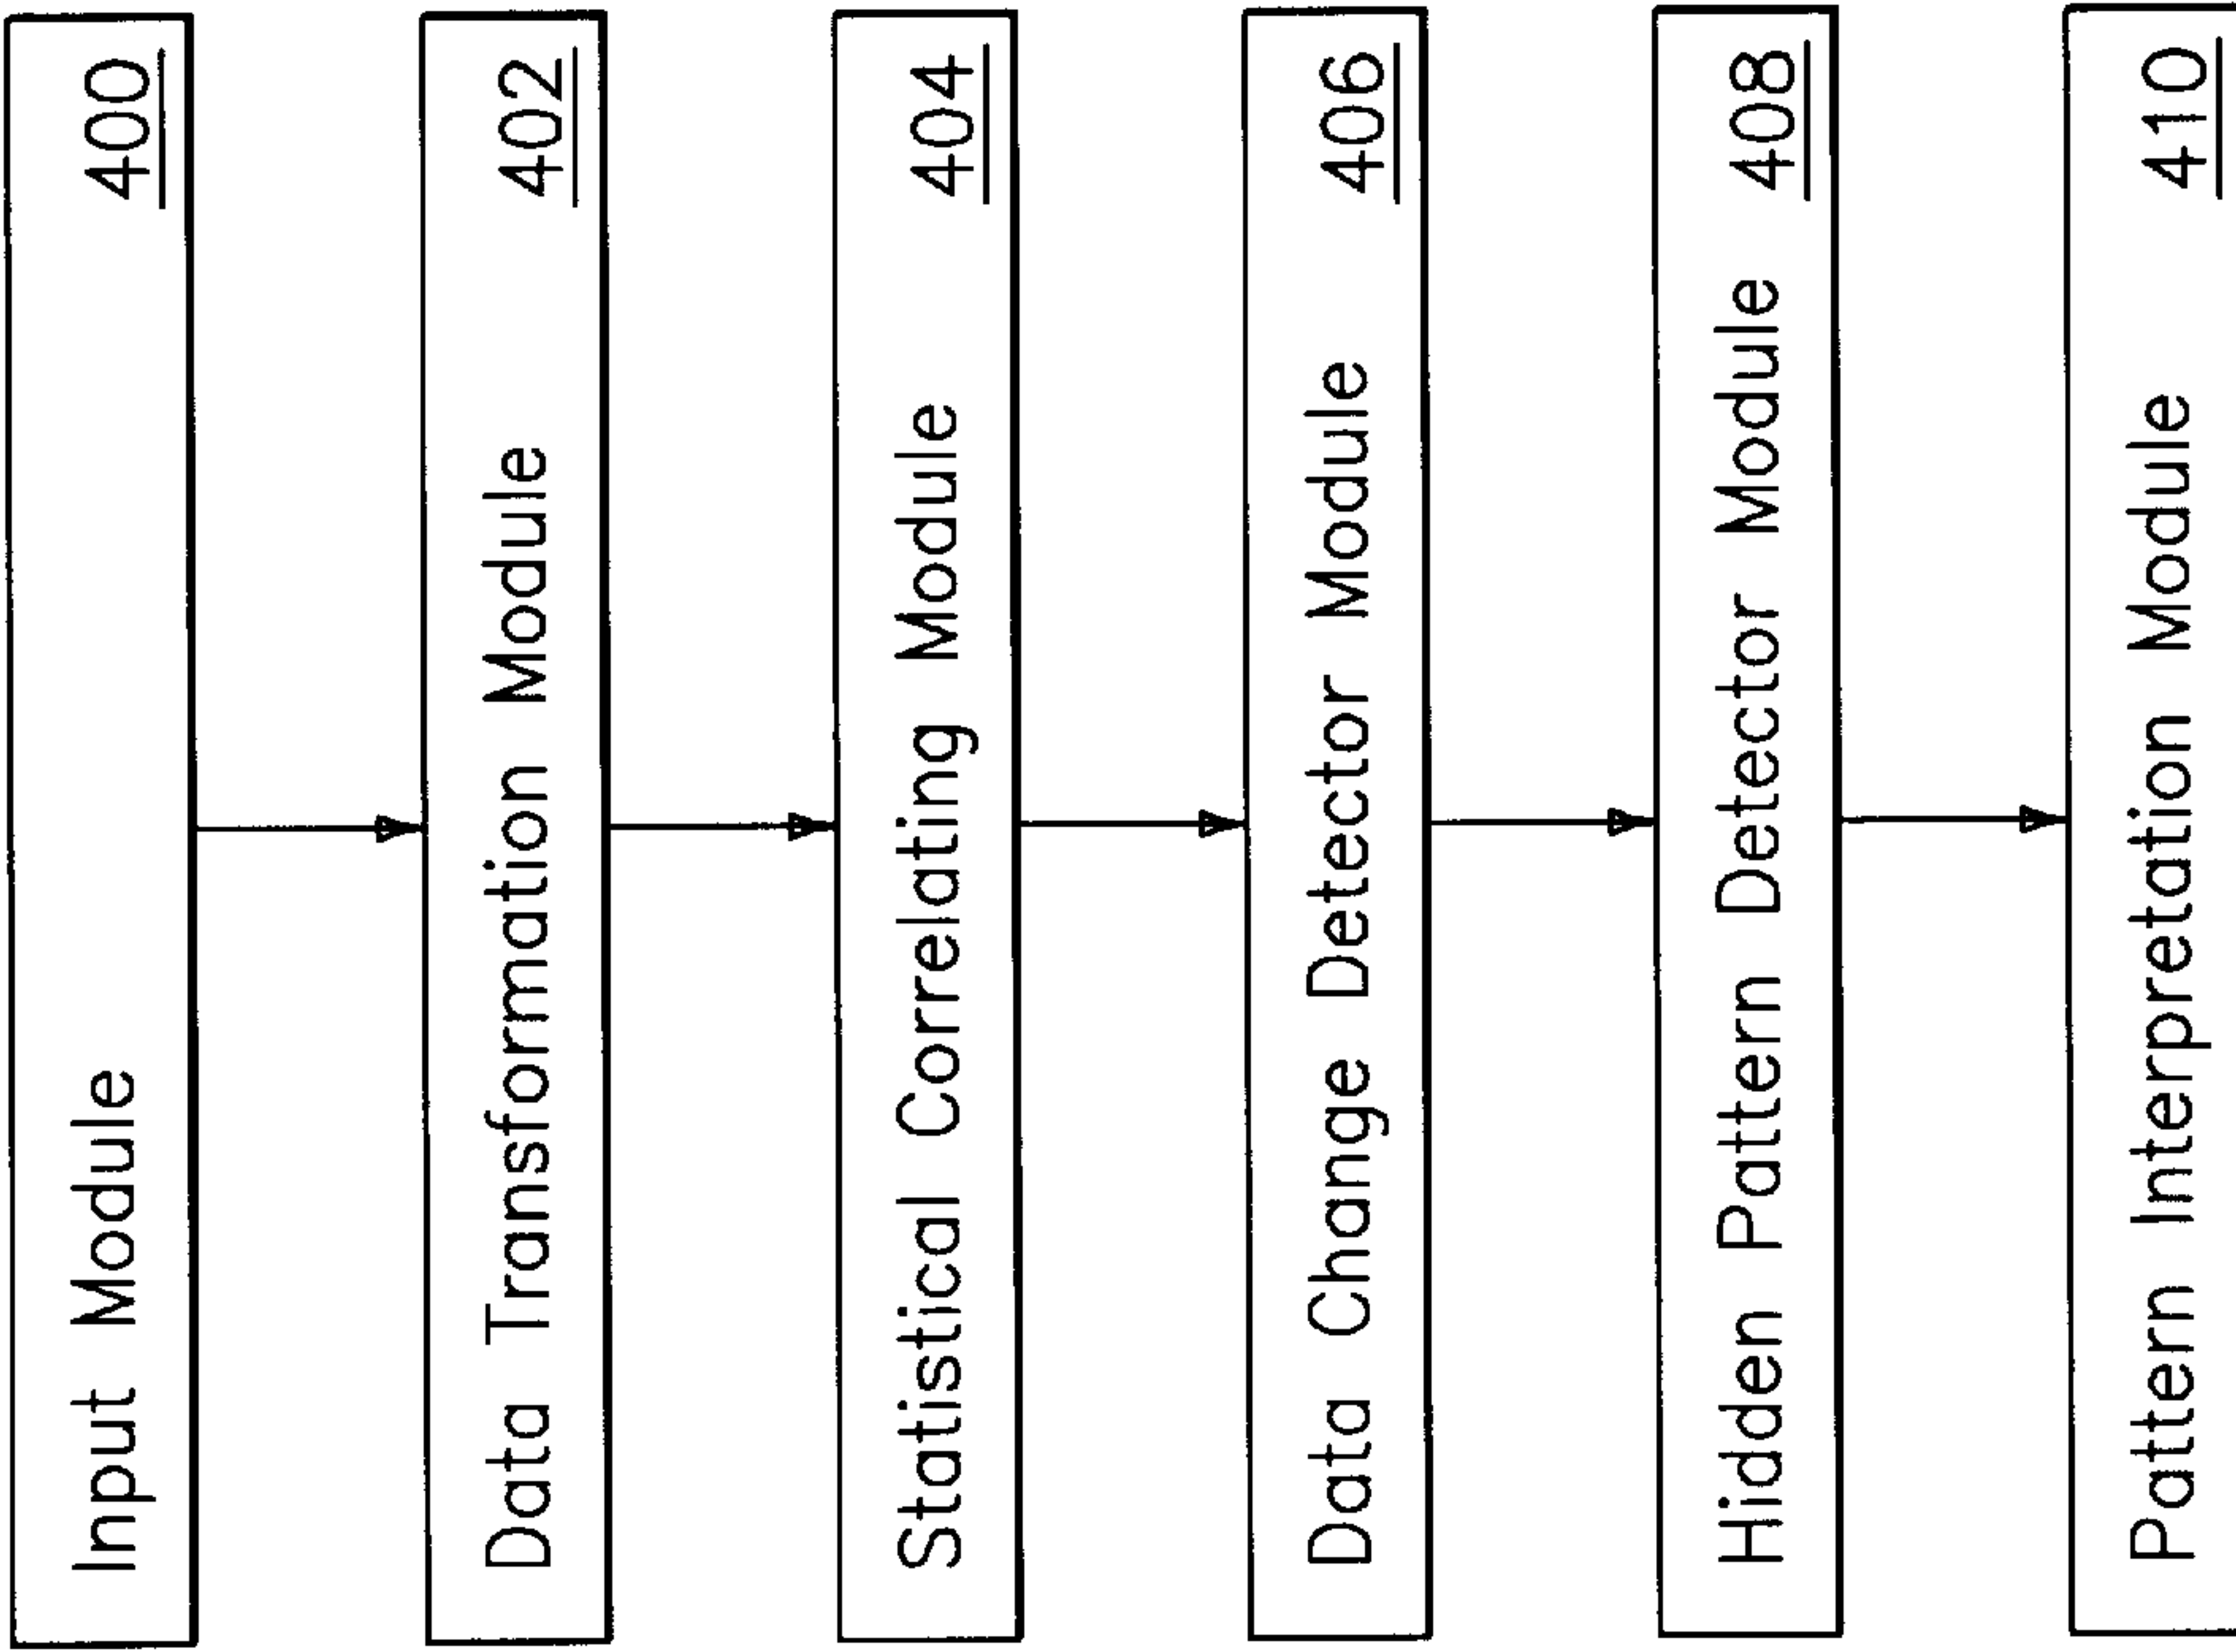 Input Module 400
Data Transformation Module 402
Statistical Correlating Module 404
Data Change Detector Module 406
Hidden Pattern Detector Module 408
Pattern Interpretation Module 410